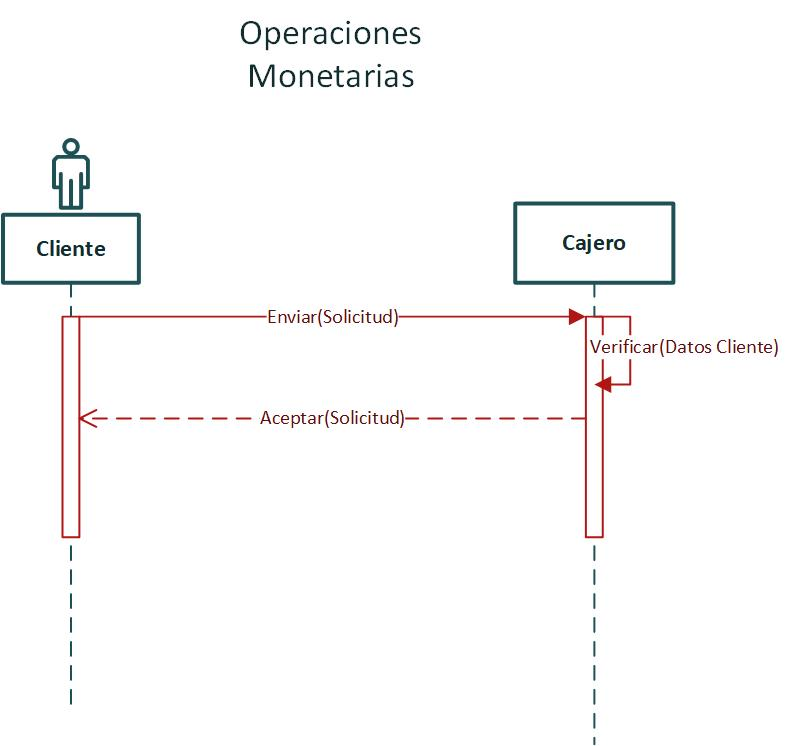 Operaciones
Monetarias
Cliente
Cajero
Enviar(Solicitud)
Verificar(Datos Cliente)
Aceptar(Solicitud)